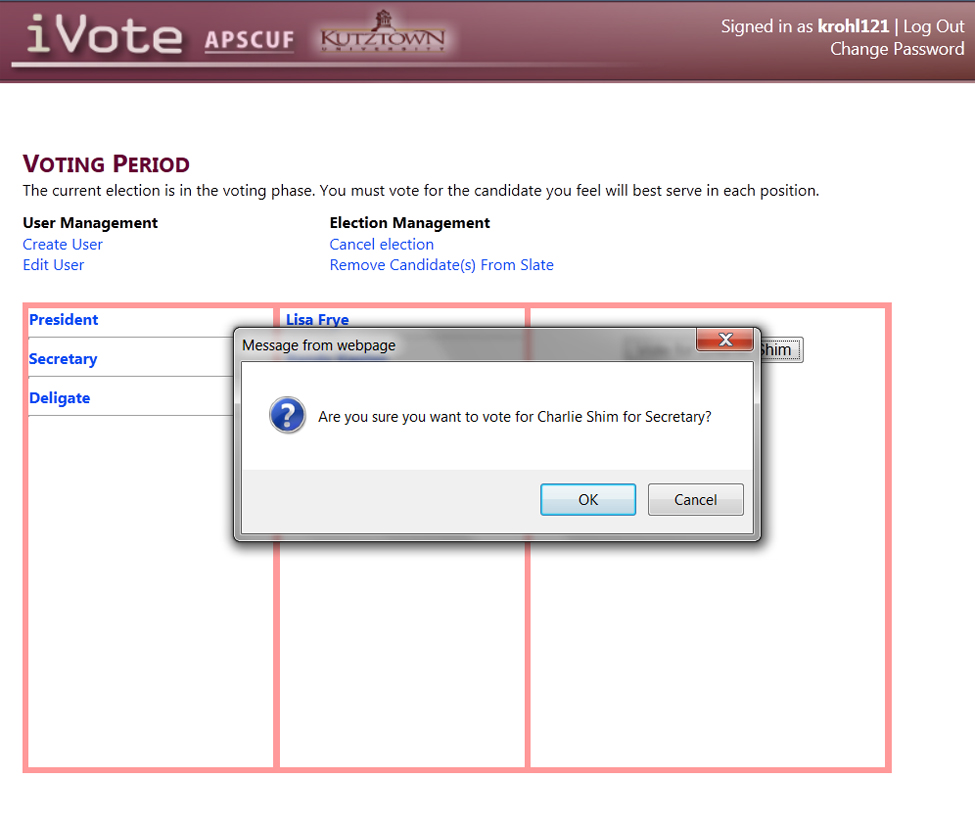 iVote APSCUF KUTZTOWN UNIVERSITY
Signed in as krohl121 | Log Out
Change Password
VOTING PERIOD
The current election is in the voting phase. You must vote for the candidate you feel will best serve in each position.
User Management
Election Management
Create User
Cancel election
Edit User
Remove Candidate(s) From Slate
President
Lisa Frye
Message from webpage
Shim
Secretary
Deligate
Are you sure you want to vote for Charlie Shim for Secretary?
OK
Cancel